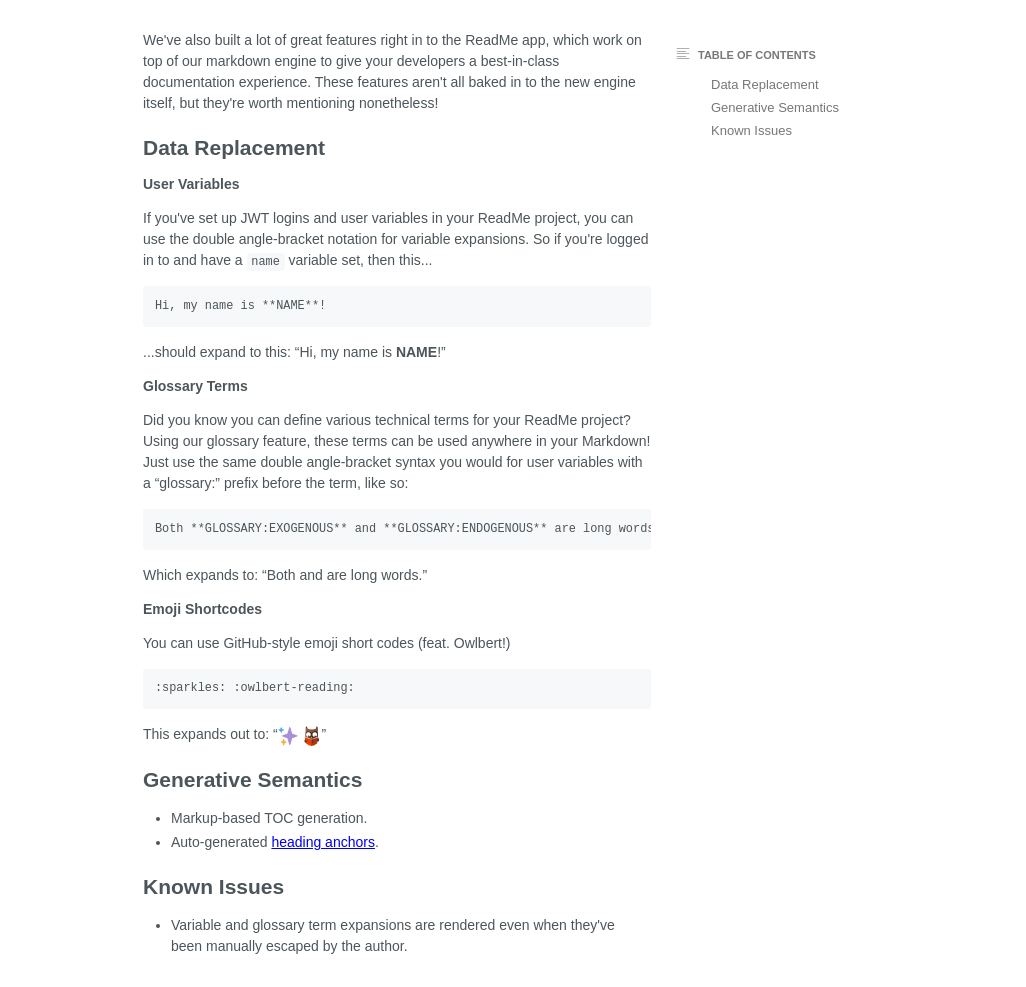 We've also built a lot of great features right in to the ReadMe app, which work on
top of our markdown engine to give your developers a best-in-class
documentation experience. These features aren't all baked in to the new engine
itself, but they're worth mentioning nonetheless!
TABLE OF CONTENTS
Data Replacement
Generative Semantics
Known Issues
Data Replacement
User Variables
If you've set up JWT logins and user variables in your ReadMe project, you can
use the double angle-bracket notation for variable expansions. So if you're logged
in to and have a name variable set, then this...
Hi, my name is **NAME**!
...should expand to this: “Hi, my name is NAME!”
Glossary Terms
Did you know you can define various technical terms for your ReadMe project?
Using our glossary feature, these terms can be used anywhere in your Markdown!
Just use the same double angle-bracket syntax you would for user variables with
a “glossary:” prefix before the term, like so:
Both **GLOSSARY:EXOGENOUS** and **GLOSSARY:ENDOGENOUS** are long words
Which expands to: “Both and are long words.”
Emoji Shortcodes
You can use GitHub-style emoji short codes (feat. Owlbert!)
:sparkles: :owlbert-reading:
This expands out to: “✨ ”
Generative Semantics
• Markup-based TOC generation.
• Auto-generated heading anchors.
Known Issues
• Variable and glossary term expansions are rendered even when they've
been manually escaped by the author.